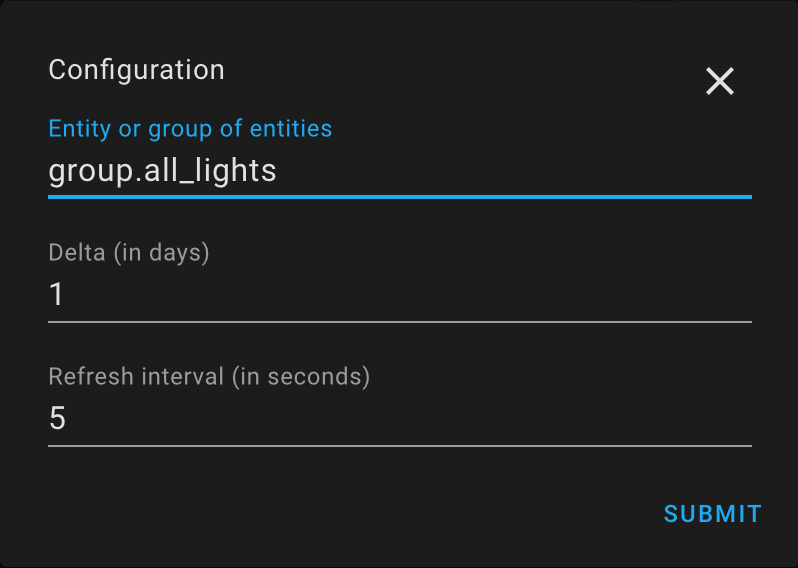 Configuration
Entity or group of entities
group.all_lights
Delta (in days)
1
Refresh interval (in seconds)
5
SUBMIT